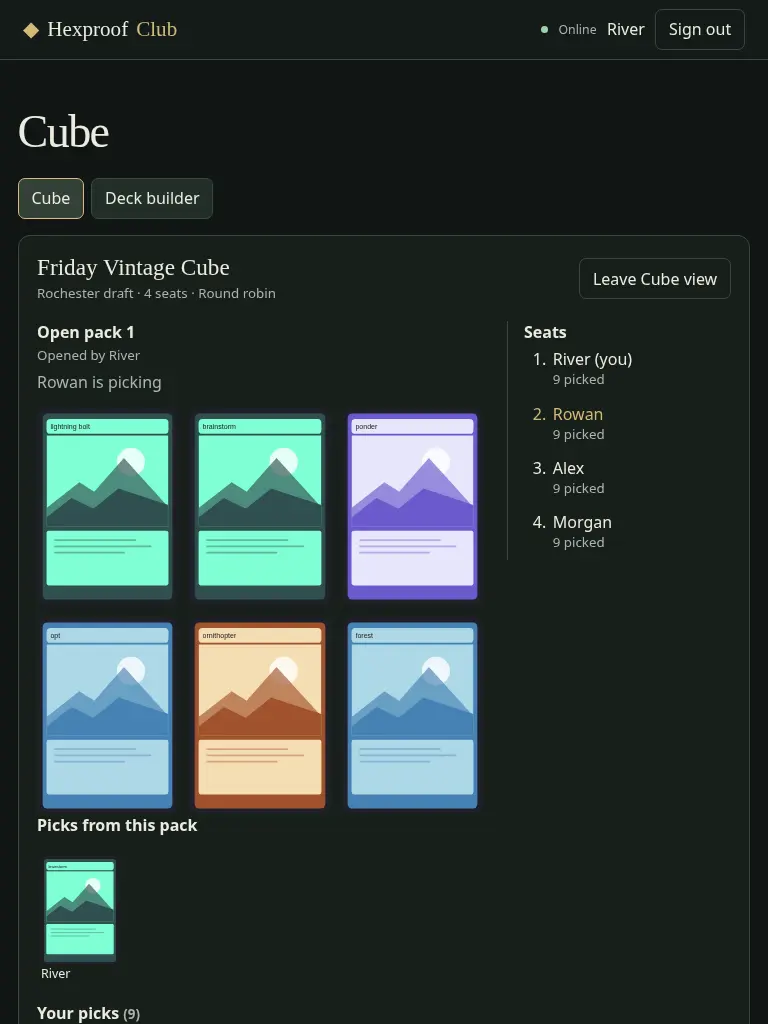 Hexproof Club
Online River Sign out
Cube
Cube Deck builder
Friday Vintage Cube
Rochester draft · 4 seats · Round robin
Leave Cube view
Open pack 1
Opened by River
Rowan is picking
lightning bolt
brainstorm
ponder
opt
ornithopter
forest
Picks from this pack
River
Your picks (9)
Seats
1. River (you)
9 picked
2. Rowan
9 picked
3. Alex
9 picked
4. Morgan
9 picked